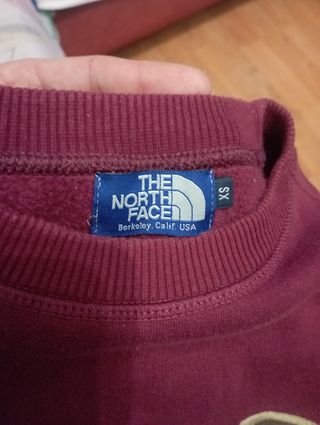 THE
NORTH
FACE
Berkeley, Calif. USA
XS